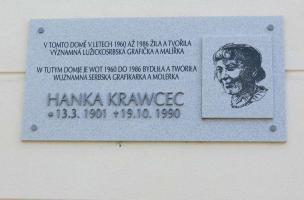 V TOMTO DOMĚ V LETECH 1960 AŽ 1986 ŽILA A TVOŘILA
VÝZNAMNÁ LUŽICKOSRBSKÁ GRAFIČKA A MALÍŘKA
W TUTYM DOMJE JE WOT 1960 DO 1986 BYDLIŁA A TWORIŁA
WUZNAMNA SERBSKA GRAFIKARKA A MOLERKA
HANKA KRAWCEC
* 13.3. 1901 + 19.10. 1990